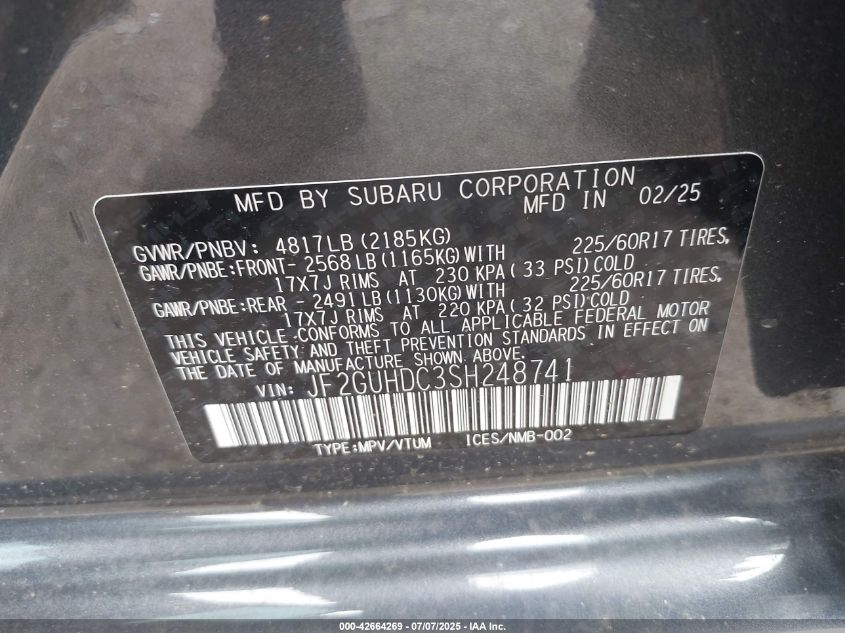 MFD BY SUBARU CORPORATION
MFD IN 02/25
GVWR/PNBV: 4817LB (2185KG)
GAWR/PNBE:FRONT- 2568 LB (1165KG) WITH 225/60R17 TIRES,
17X7J RIMS AT 230 KPA ( 33 PSI) COLD
GAWR/PNBE:REAR - 2491 LB (1130KG) WITH 225/60R17 TIRES,
17X7J RIMS AT 220 KPA ( 32 PSI) COLD
THIS VEHICLE CONFORMS TO ALL APPLICABLE FEDERAL MOTOR
VEHICLE SAFETY AND THEFT PREVENTION STANDARDS IN EFFECT ON
THE DATE OF MANUFACTURE SHOWN ABOVE.
VIN: JF2GUHDC3SH248741
TYPE:MPV/VTUM ICES/NMB-002
000-42664269 - 07/07/2025 - IAA Inc.